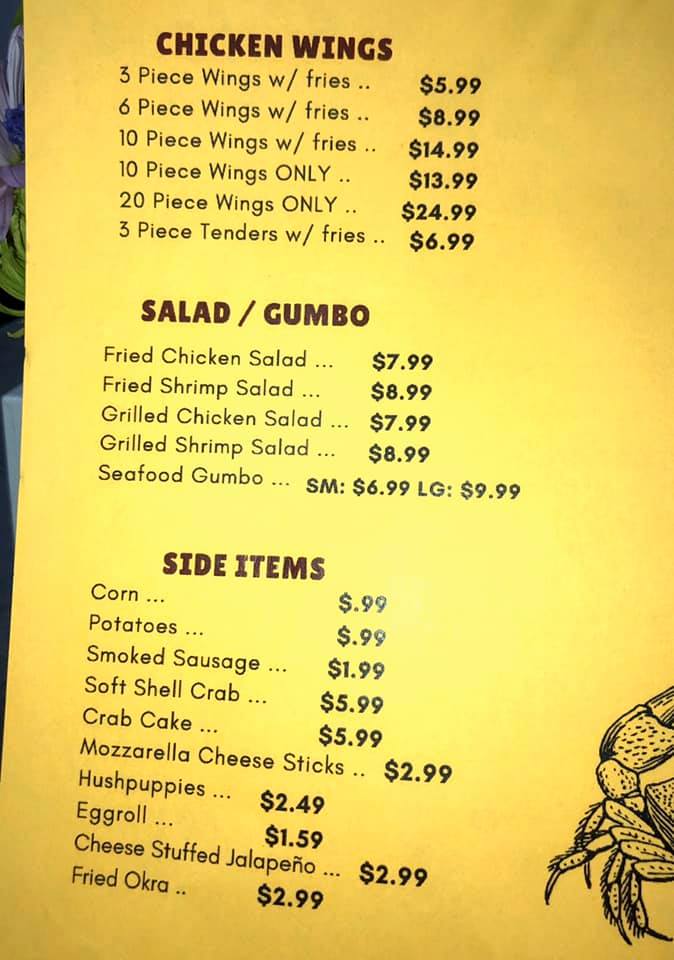 CHICKEN WINGS
3 Piece Wings w/ fries .. $5.99
6 Piece Wings w/ fries .. $8.99
10 Piece Wings w/ fries .. $14.99
10 Piece Wings ONLY .. $13.99
20 Piece Wings ONLY .. $24.99
3 Piece Tenders w/ fries .. $6.99
SALAD / GUMBO
Fried Chicken Salad ... $7.99
Fried Shrimp Salad ... $8.99
Grilled Chicken Salad ... $7.99
Grilled Shrimp Salad ... $8.99
Seafood Gumbo ... SM: $6.99 LG: $9.99
SIDE ITEMS
Corn ... $.99
Potatoes ... $.99
Smoked Sausage ... $1.99
Soft Shell Crab ... $5.99
Crab Cake ... $5.99
Mozzarella Cheese Sticks .. $2.99
Hushpuppies ... $2.49
Eggroll ... $1.59
Cheese Stuffed Jalapeño ... $2.99
Fried Okra .. $2.99